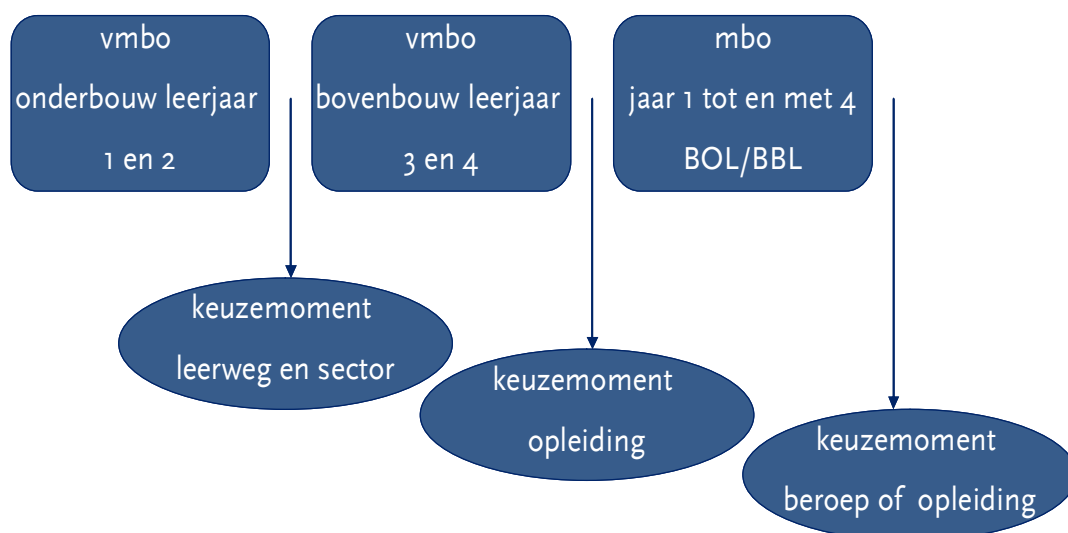 vmbo
onderbouw leerjaar
1 en 2
vmbo
bovenbouw leerjaar
3 en 4
mbo
jaar 1 tot en met 4
BOL/BBL
keuzemoment
leerweg en sector
keuzemoment
opleiding
keuzemoment
beroep of opleiding